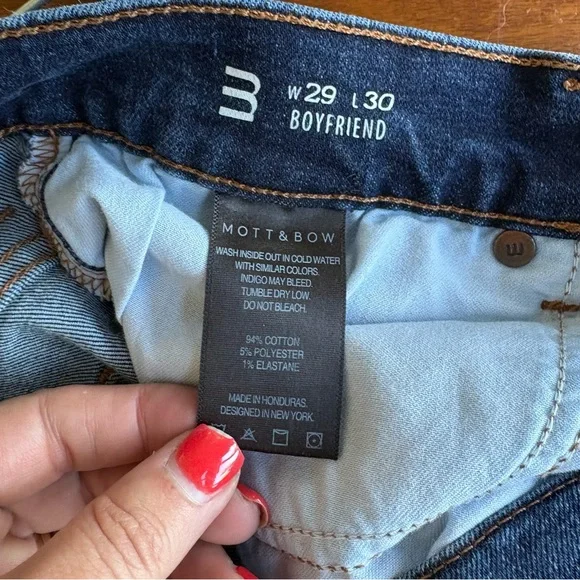 W 29 L 30
BOYFRIEND
MOTT & BOW
WASH INSIDE OUT IN COLD WATER
WITH SIMILAR COLORS.
INDIGO MAY BLEED.
TUMBLE DRY LOW.
DO NOT BLEACH.
94% COTTON
5% POLYESTER
1% ELASTANE
MADE IN HONDURAS.
DESIGNED IN NEW YORK.